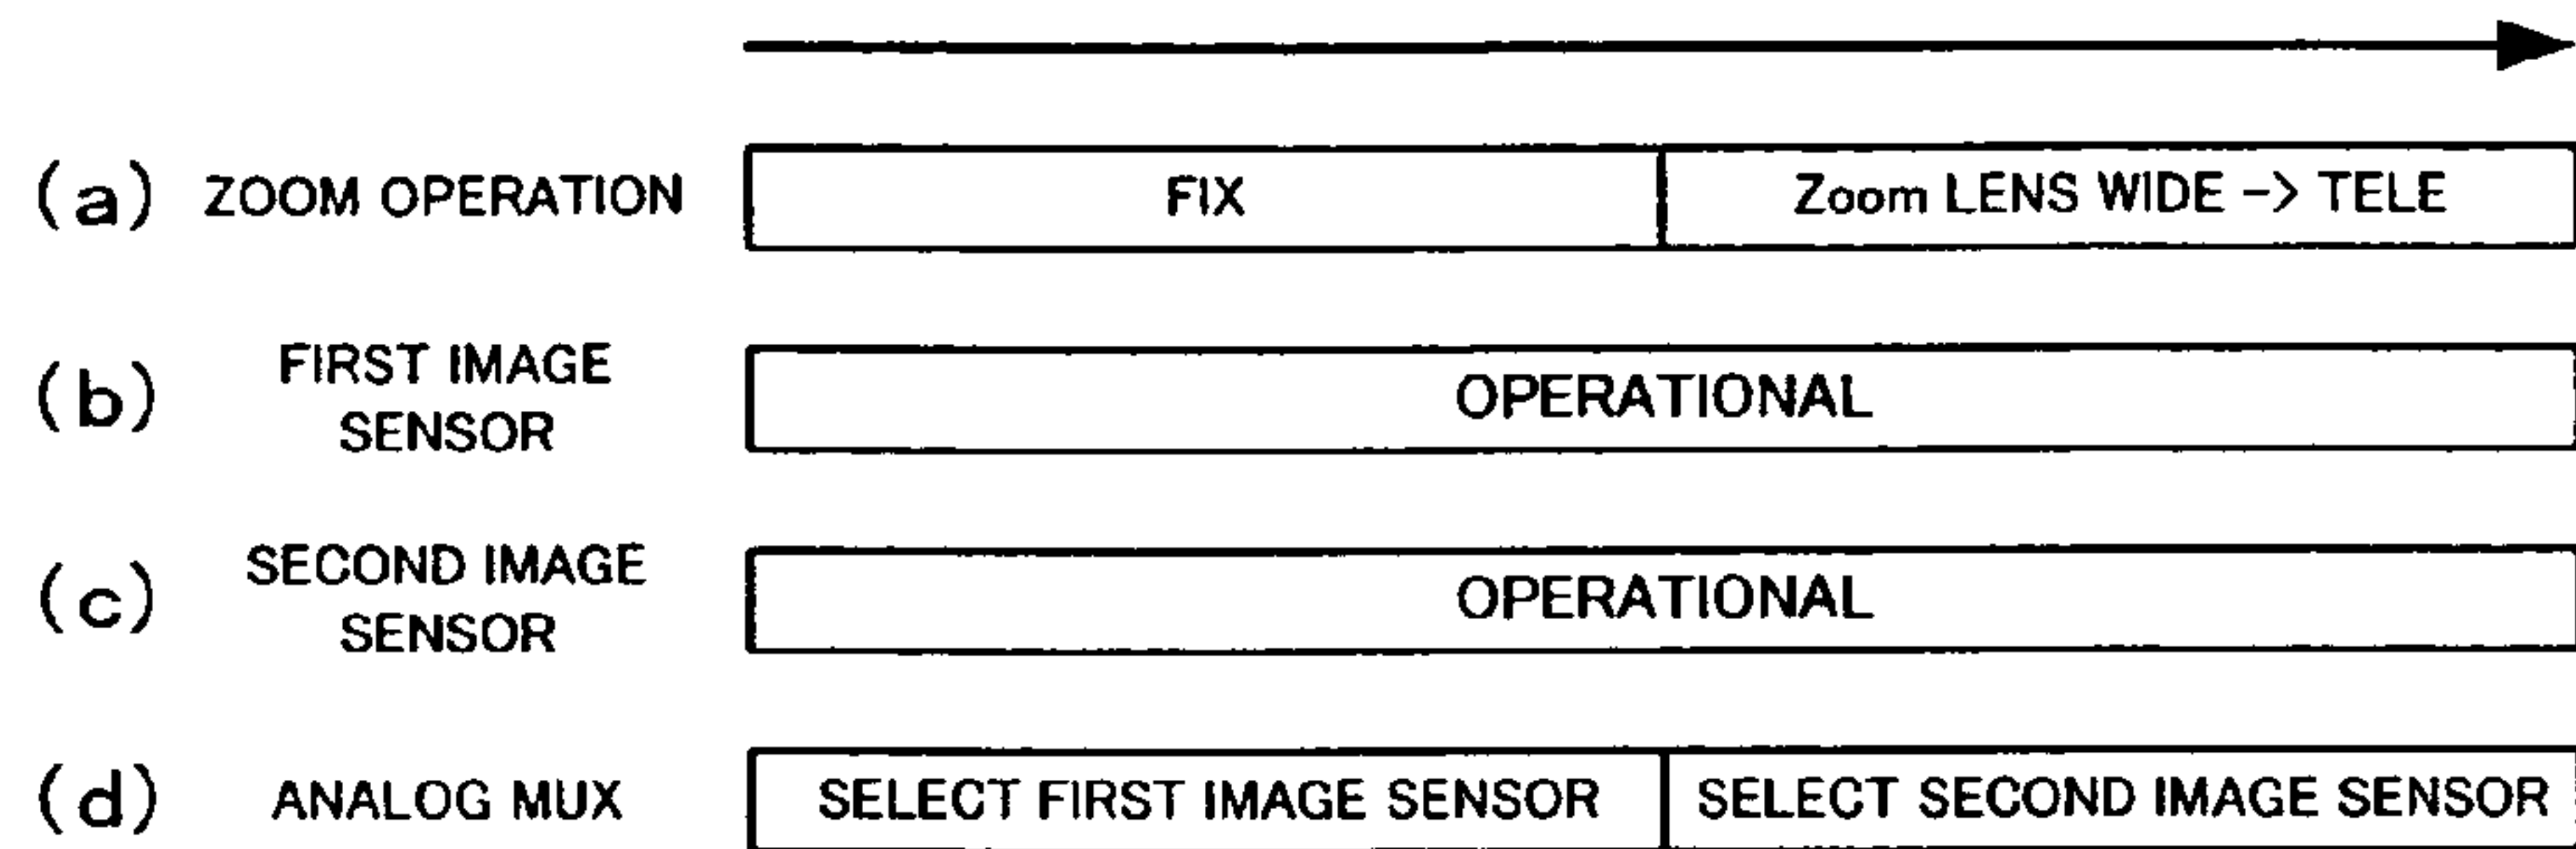 (a) ZOOM OPERATION FIX Zoom LENS WIDE -> TELE
(b) FIRST IMAGE
SENSOR OPERATIONAL
(c) SECOND IMAGE
SENSOR OPERATIONAL
(d) ANALOG MUX SELECT FIRST IMAGE SENSOR SELECT SECOND IMAGE SENSOR